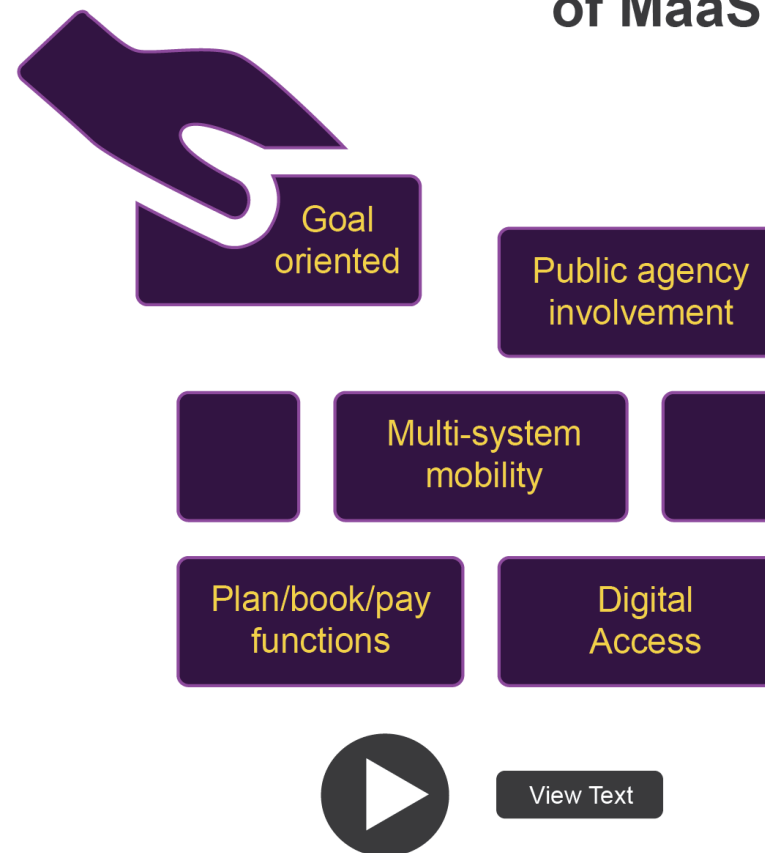 of MaaS
Goal
oriented
Public agency
involvement
Multi-system
mobility
Plan/book/pay
functions
Digital
Access
View Text